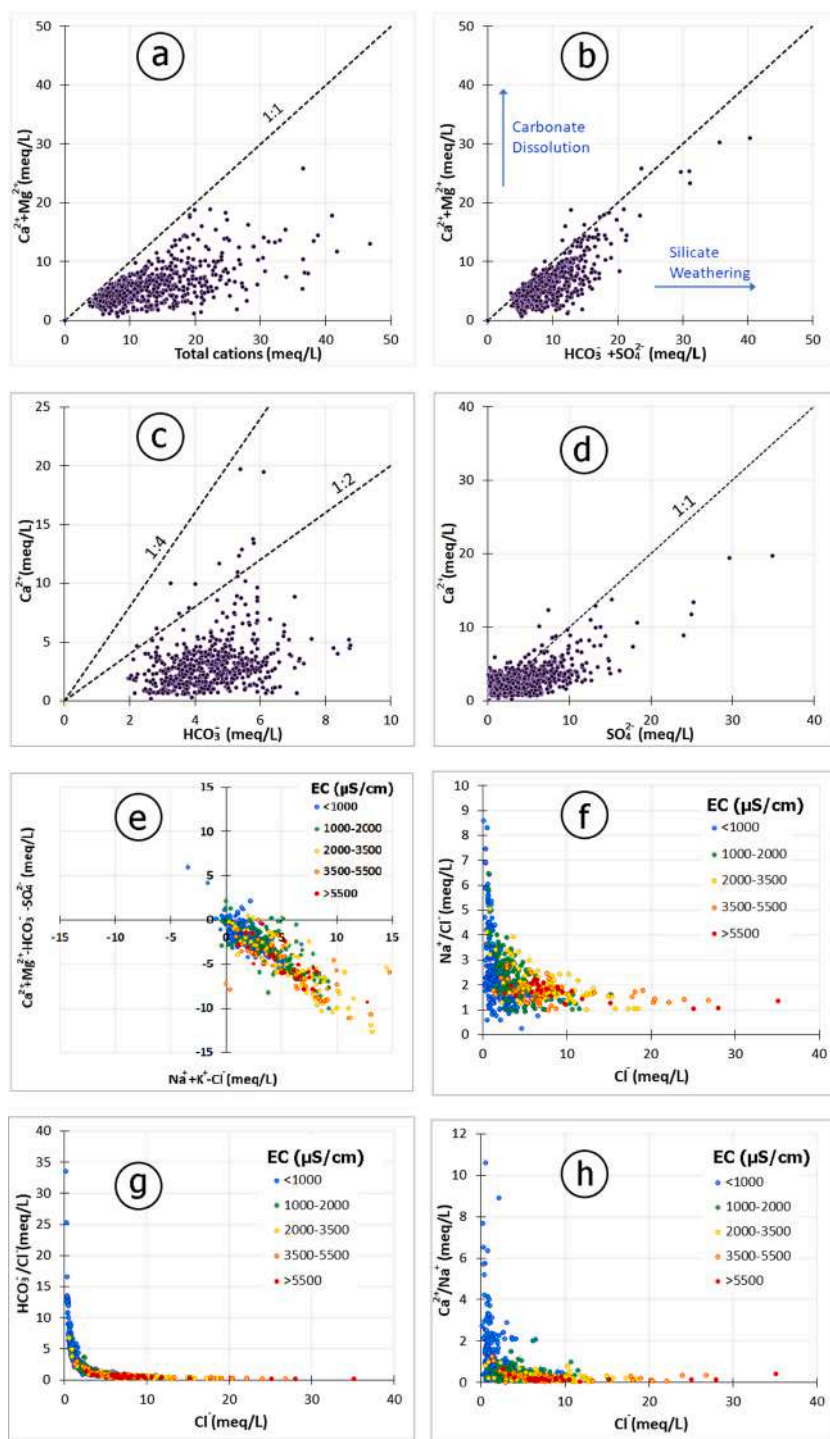 a
1:1
50
40
30
20
10
0
Ca²⁺+Mg²⁺(meq/L)
0 10 20 30 40 50
Total cations (meq/L)
b
50
40
30
20
10
0
Ca²⁺+Mg²⁺(meq/L)
Carbonate
Dissolution
Silicate
Weathering
0 10 20 30 40 50
HCO₃⁻+SO₄²⁻ (meq/L)
c
1:4
1:2
25
20
15
10
5
0
Ca²⁺(meq/L)
0 2 4 6 8 10
HCO₃⁻ (meq/L)
d
1:1
40
30
20
10
0
Ca²⁺(meq/L)
0 10 20 30 40
SO₄²⁻ (meq/L)
e
EC (µS/cm)
<1000
1000-2000
2000-3500
3500-5500
>5500
15
10
5
0
-5
-10
-15
-15 -10 -5 0 5 10 15
Ca²⁺+Mg²⁺-HCO₃⁻-SO₄²⁻ (meq/L)
Na⁺+K⁺-Cl⁻(meq/L)
f
EC (µS/cm)
<1000
1000-2000
2000-3500
3500-5500
>5500
10
9
8
7
6
5
4
3
2
1
0
Na⁺/Cl⁻(meq/L)
0 10 20 30 40
Cl⁻(meq/L)
g
EC (µS/cm)
<1000
1000-2000
2000-3500
3500-5500
>5500
40
35
30
25
20
15
10
5
0
HCO₃⁻/Cl⁻(meq/L)
0 10 20 30 40
Cl⁻(meq/L)
h
EC (µS/cm)
<1000
1000-2000
2000-3500
3500-5500
>5500
12
10
8
6
4
2
0
Ca²⁺/Na⁺ (meq/L)
0 10 20 30 40
Cl⁻(meq/L)